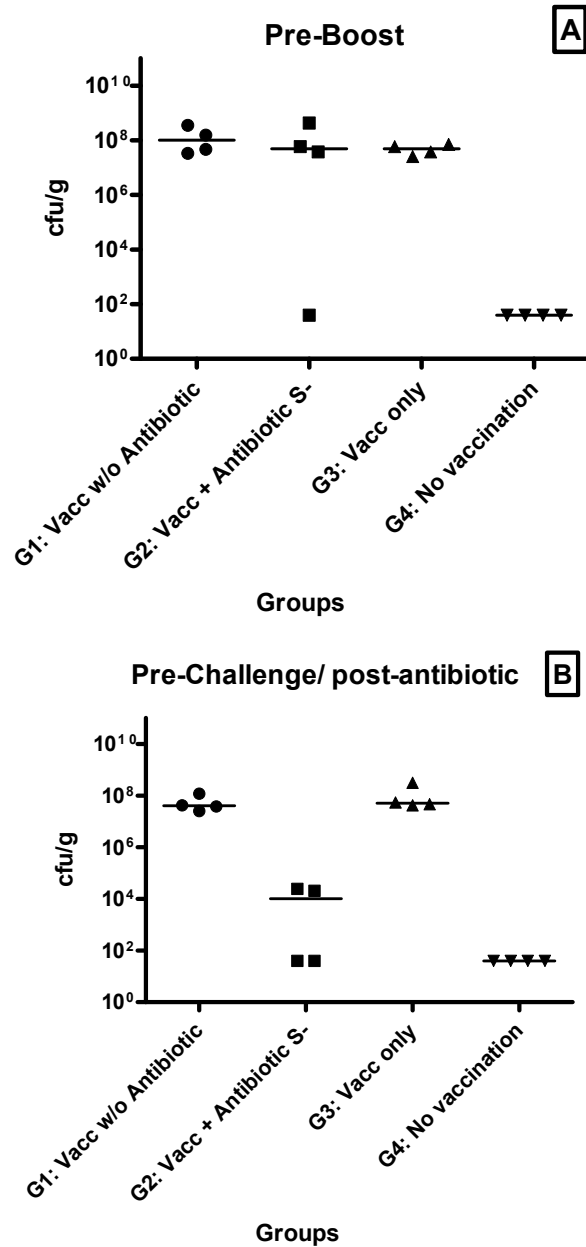 Pre-Boost
A
10¹⁰
10⁸
10⁶
10⁴
10²
10⁰
cfu/g
G1: Vacc w/o Antibiotic
G2: Vacc + Antibiotic S-
G3: Vacc only
G4: No vaccination
Groups
Pre-Challenge/ post-antibiotic
B
10¹⁰
10⁸
10⁶
10⁴
10²
10⁰
cfu/g
G1: Vacc w/o Antibiotic
G2: Vacc + Antibiotic S-
G3: Vacc only
G4: No vaccination
Groups